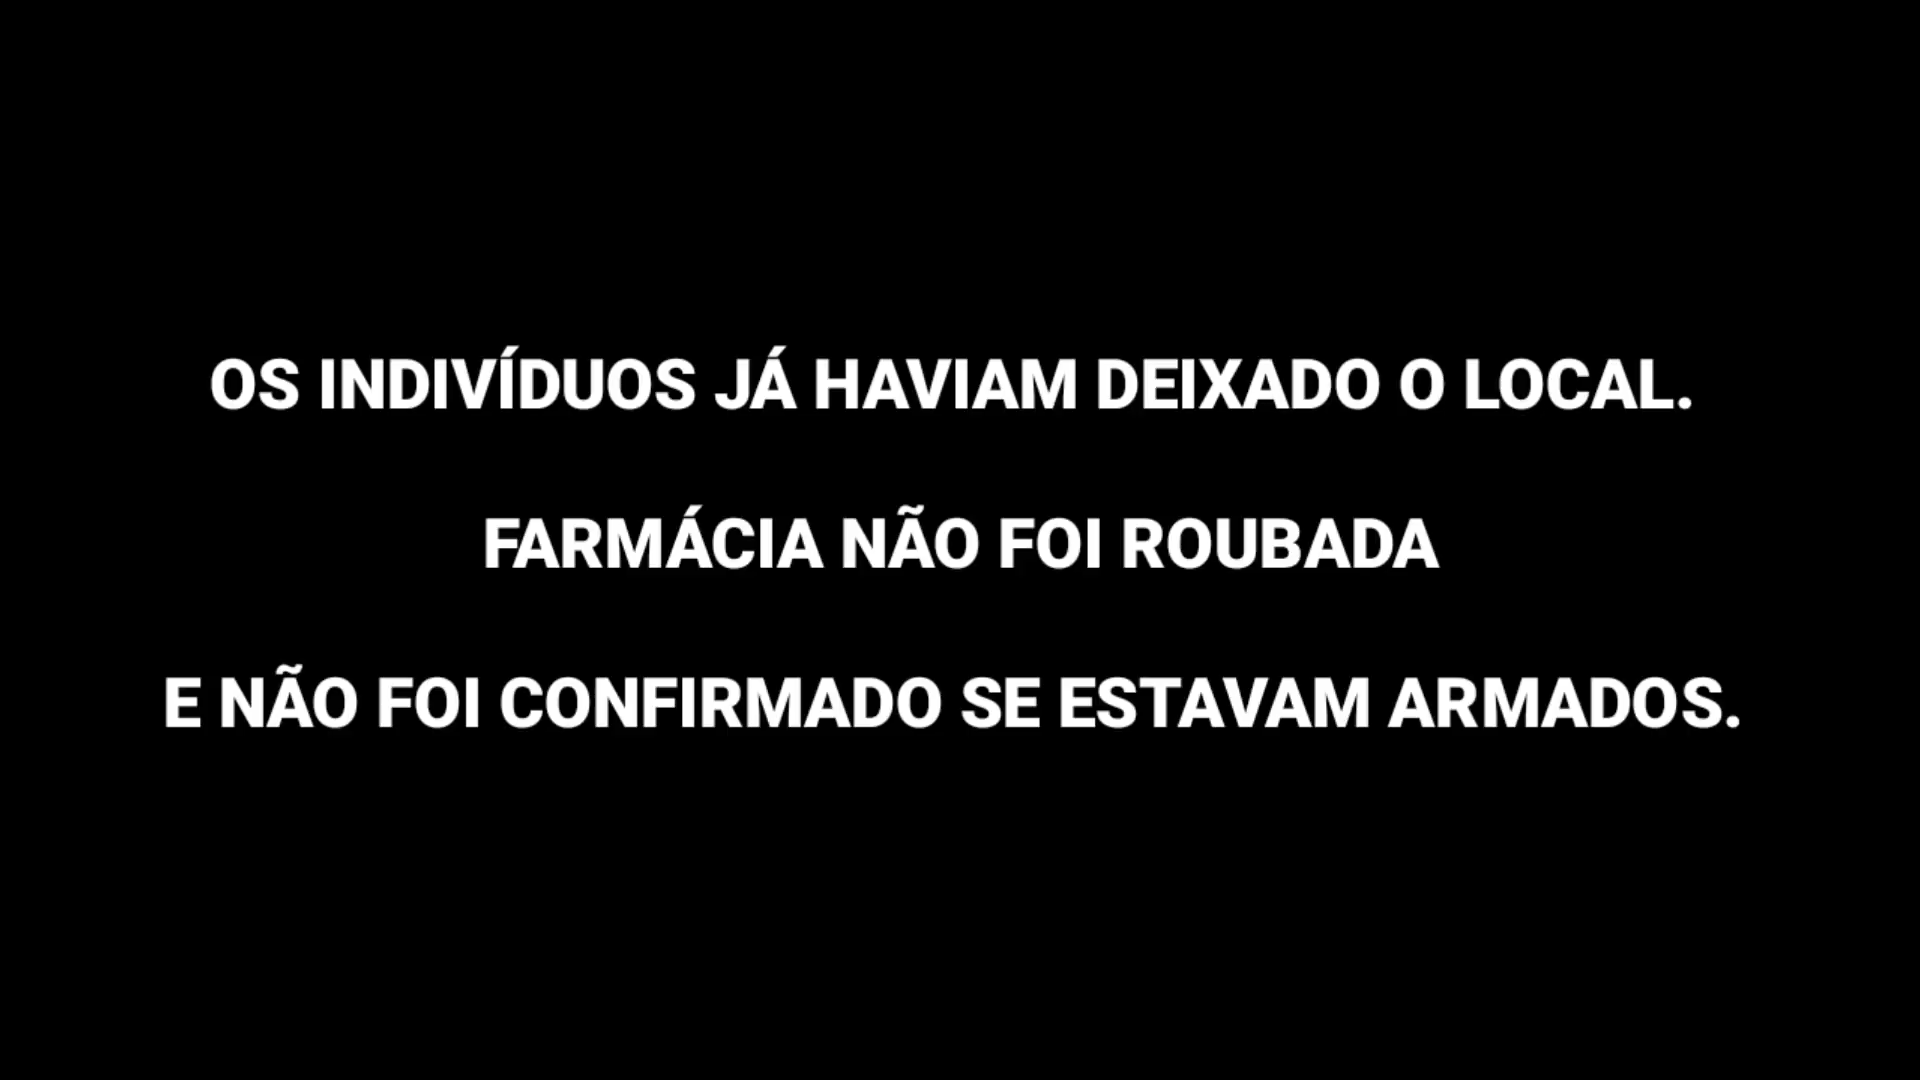 OS INDIVÍDUOS JÁ HAVIAM DEIXADO O LOCAL.
FARMÁCIA NÃO FOI ROUBADA
E NÃO FOI CONFIRMADO SE ESTAVAM ARMADOS.